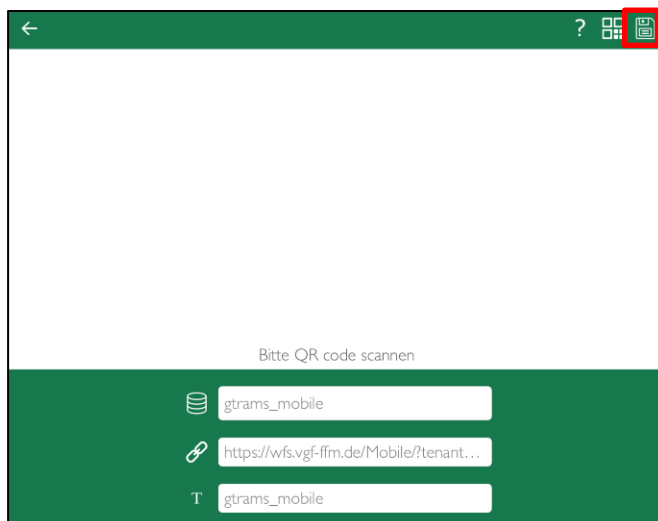 ?
Bitte QR code scannen
gtrams_mobile
https://wfs.vgf-ffm.de/Mobile/?tenant...
T
gtrams_mobile